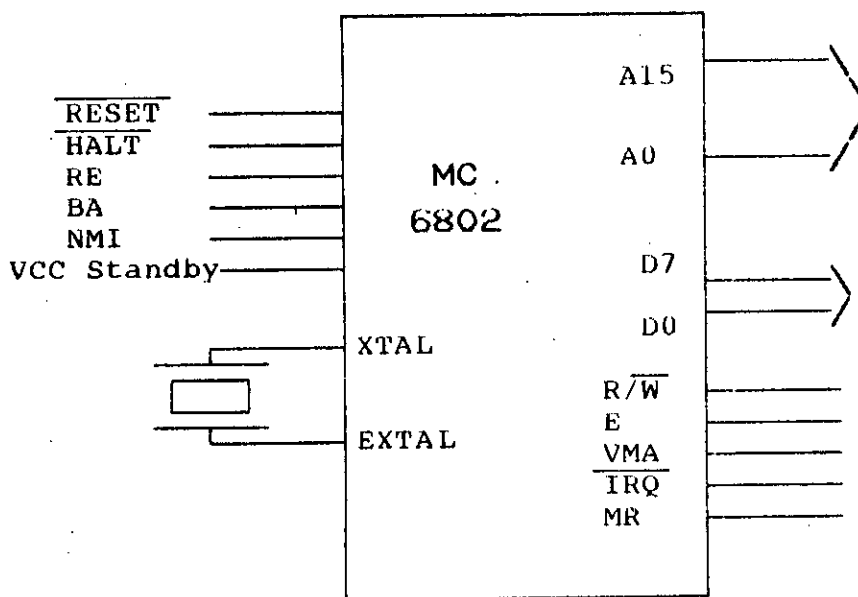 RESET
HALT
RE
BA
NMI
VCC Standby
XTAL
EXTAL
MC
6802
A15
A0
D7
D0
R/W
E
VMA
IRQ
MR